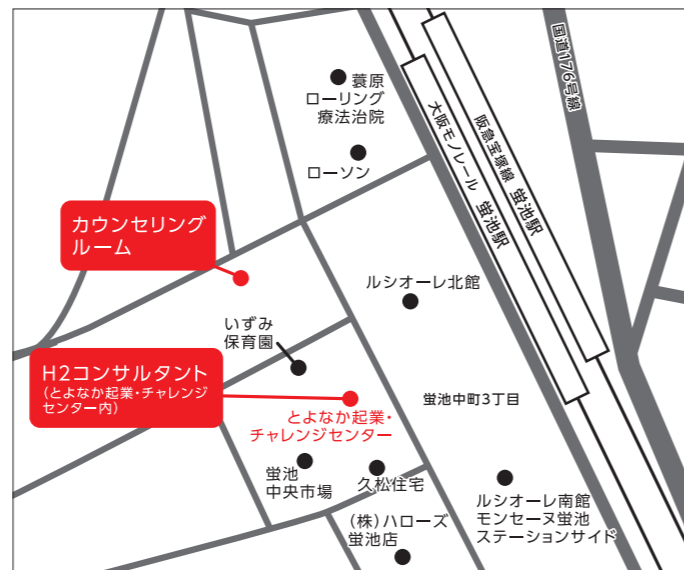 国道176号線
蓑原
ローリング
療法治院
阪急宝塚線 蛍池駅
大阪モノレール 蛍池駅
ローソン
カウンセリング
ルーム
ルシオーレ北館
いずみ
保育園
H2コンサルタント
(とよなか起業・チャレンジ
センター内)
とよなか起業・
チャレンジセンター
蛍池中町3丁目
蛍池
中央市場
久松住宅
ルシオーレ南館
モンセーヌ蛍池
ステーションサイド
(株)ハローズ
蛍池店